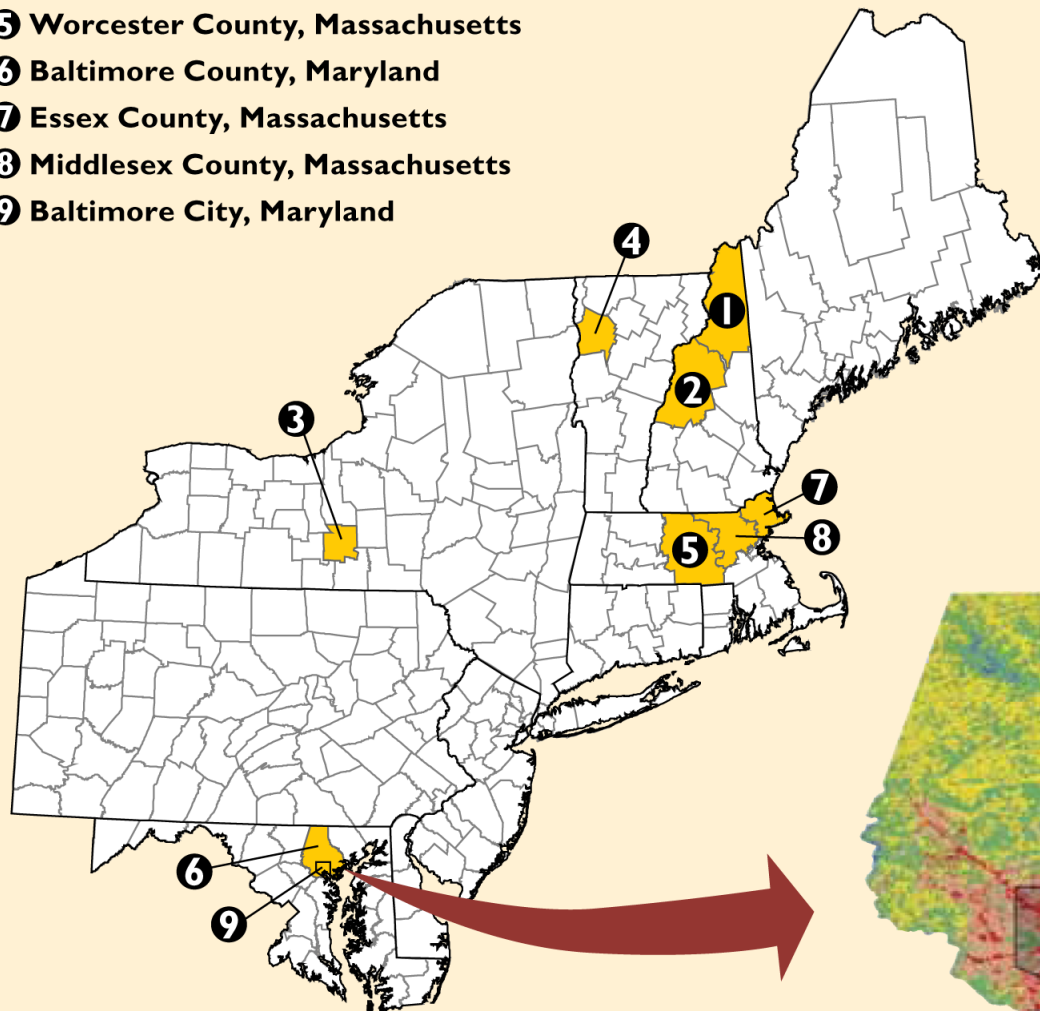 5 Worcester County, Massachusetts
6 Baltimore County, Maryland
7 Essex County, Massachusetts
8 Middlesex County, Massachusetts
9 Baltimore City, Maryland
4
1
2
3
7
5
8
6
9